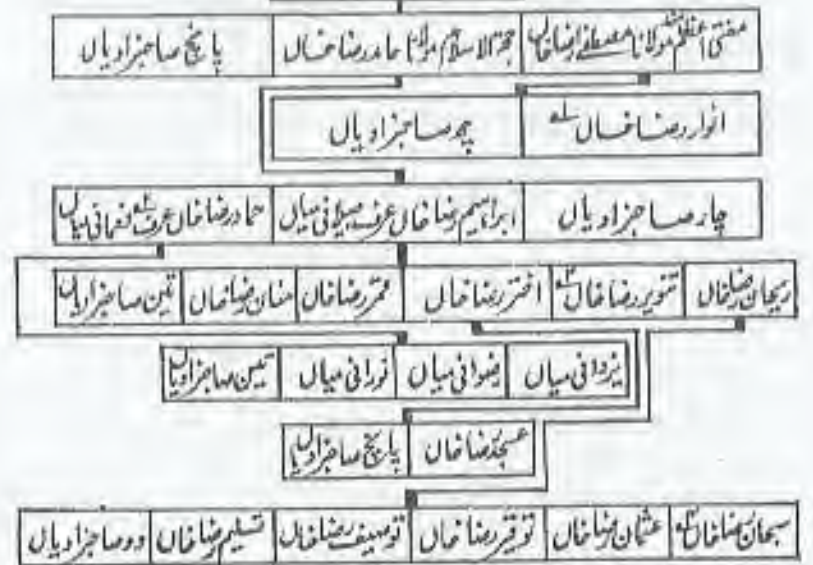 مفتی اعظم مولانا مصطفےٰ رضا خاں حجۃ الاسلام مولانا حامد رضا خاں پانچ صاحبزادیاں
انوار رضا خاں چھ صاحبزادیاں
چار صاحبزادیاں ابراہیم رضا خاں عرف جیلانی میاں حماد رضا خاں عرف نعمانی میاں
ریحان رضا خاں تنویر رضا خاں اختر رضا خاں قمر رضا خاں منان رضا خاں تین صاحبزادیاں
یزدانی میاں رضوانی میاں نورانی میاں تین صاحبزادیاں
عسجد رضا خاں پانچ صاحبزادیاں
سبحان رضا خاں عثمان رضا خاں توقیر رضا خاں توصیف رضا خاں تسلیم رضا خاں دو صاحبزادیاں